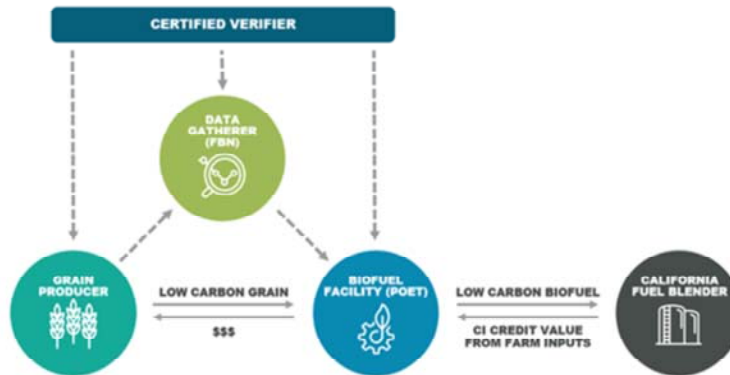 CERTIFIED VERIFIER
DATA
GATHERER
(FBN)
GRAIN
PRODUCER
LOW CARBON GRAIN
$$$
BIOFUEL
FACILITY (POET)
LOW CARBON BIOFUEL
CI CREDIT VALUE
FROM FARM INPUTS
CALIFORNIA
FUEL BLENDER